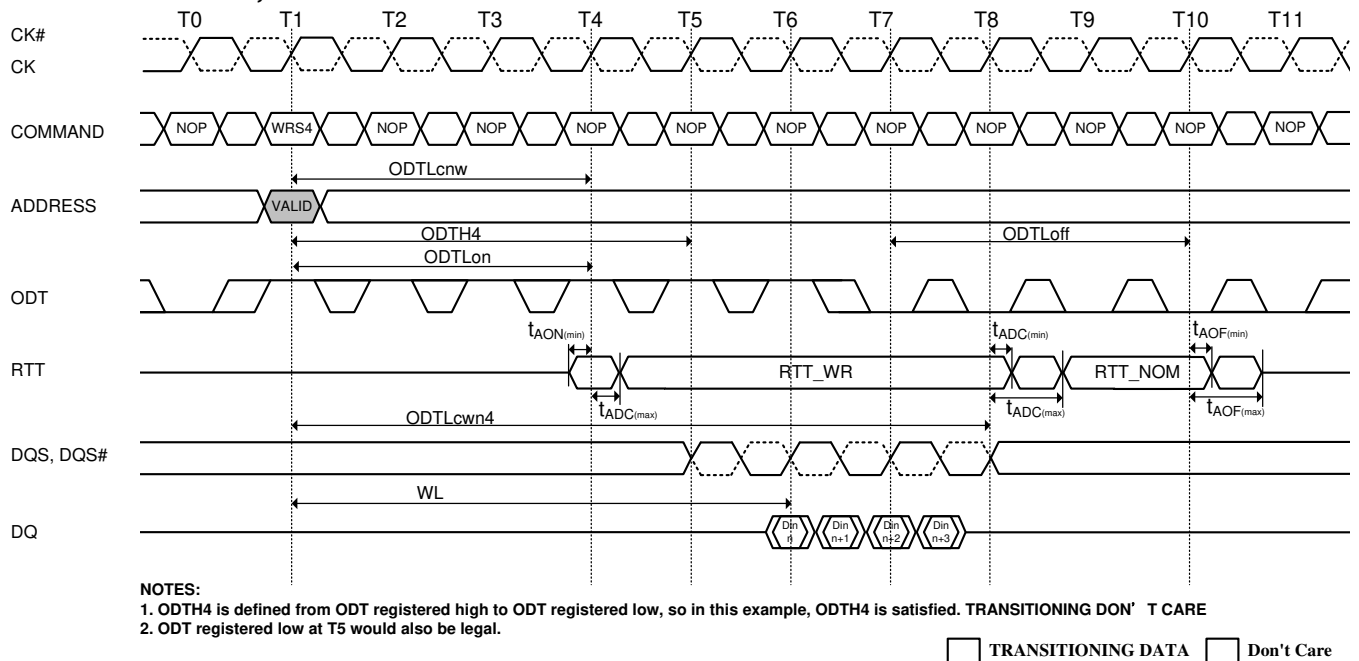 T0 T1 T2 T3 T4 T5 T6 T7 T8 T9 T10 T11
CK#
CK
COMMAND NOP WRS4 NOP NOP NOP NOP NOP NOP NOP NOP NOP NOP
ODTLcnw
ADDRESS VALID
ODTH4 ODTLoff
ODTLon
ODT
tAON(min) tADC(min) tAOF(min)
RTT RTT_WR RTT_NOM
tADC(max) tADC(max) tAOF(max)
ODTLcwn4
DQS, DQS#
WL
DQ Din n Din n+1 Din n+2 Din n+3
NOTES:
1. ODTH4 is defined from ODT registered high to ODT registered low, so in this example, ODTH4 is satisfied. TRANSITIONING DON' T CARE
2. ODT registered low at T5 would also be legal.
TRANSITIONING DATA Don't Care